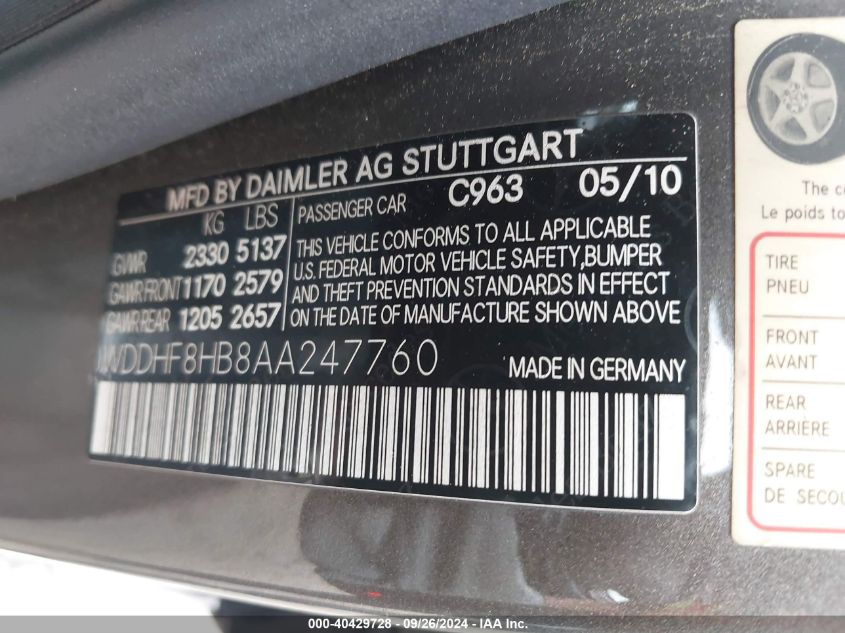 MFD BY DAIMLER AG STUTTGART
KG LBS
GVWR 2330 5137
GAWR FRONT 1170 2579
GAWR REAR 1205 2657
PASSENGER CAR C963 05/10
THIS VEHICLE CONFORMS TO ALL APPLICABLE
U.S. FEDERAL MOTOR VEHICLE SAFETY,BUMPER
AND THEFT PREVENTION STANDARDS IN EFFECT
ON THE DATE OF MANUFACTURE SHOWN ABOVE
WDDHF8HB8AA247760 MADE IN GERMANY
The
Le poids
TIRE
PNEU
FRONT
AVANT
REAR
ARRIÈRE
SPARE
DE
000-40429728 - 09/26/2024 - IAA Inc.